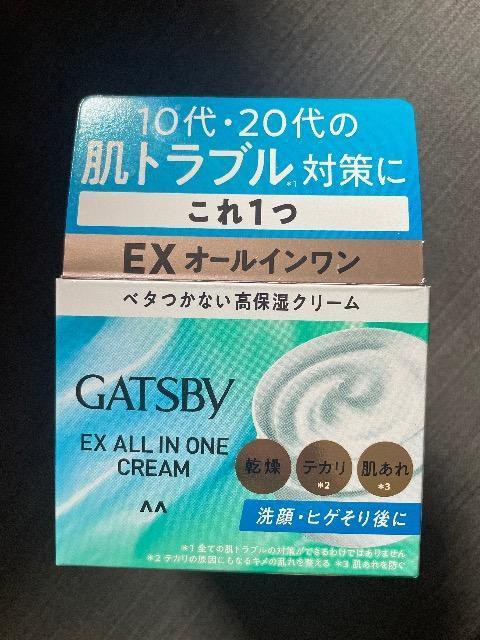 10代・20代の
肌トラブル*1対策に
これ1つ
EXオールインワン
ベタつかない高保湿クリーム
GATSBY
EX ALL IN ONE
CREAM
乾燥 テカリ*2 肌あれ*3
洗顔・ヒゲそり後に
*1 全ての肌トラブルの対策ができるわけではありません
*2 テカリの原因にもなるキメの乱れを整える *3 肌あれを防ぐ